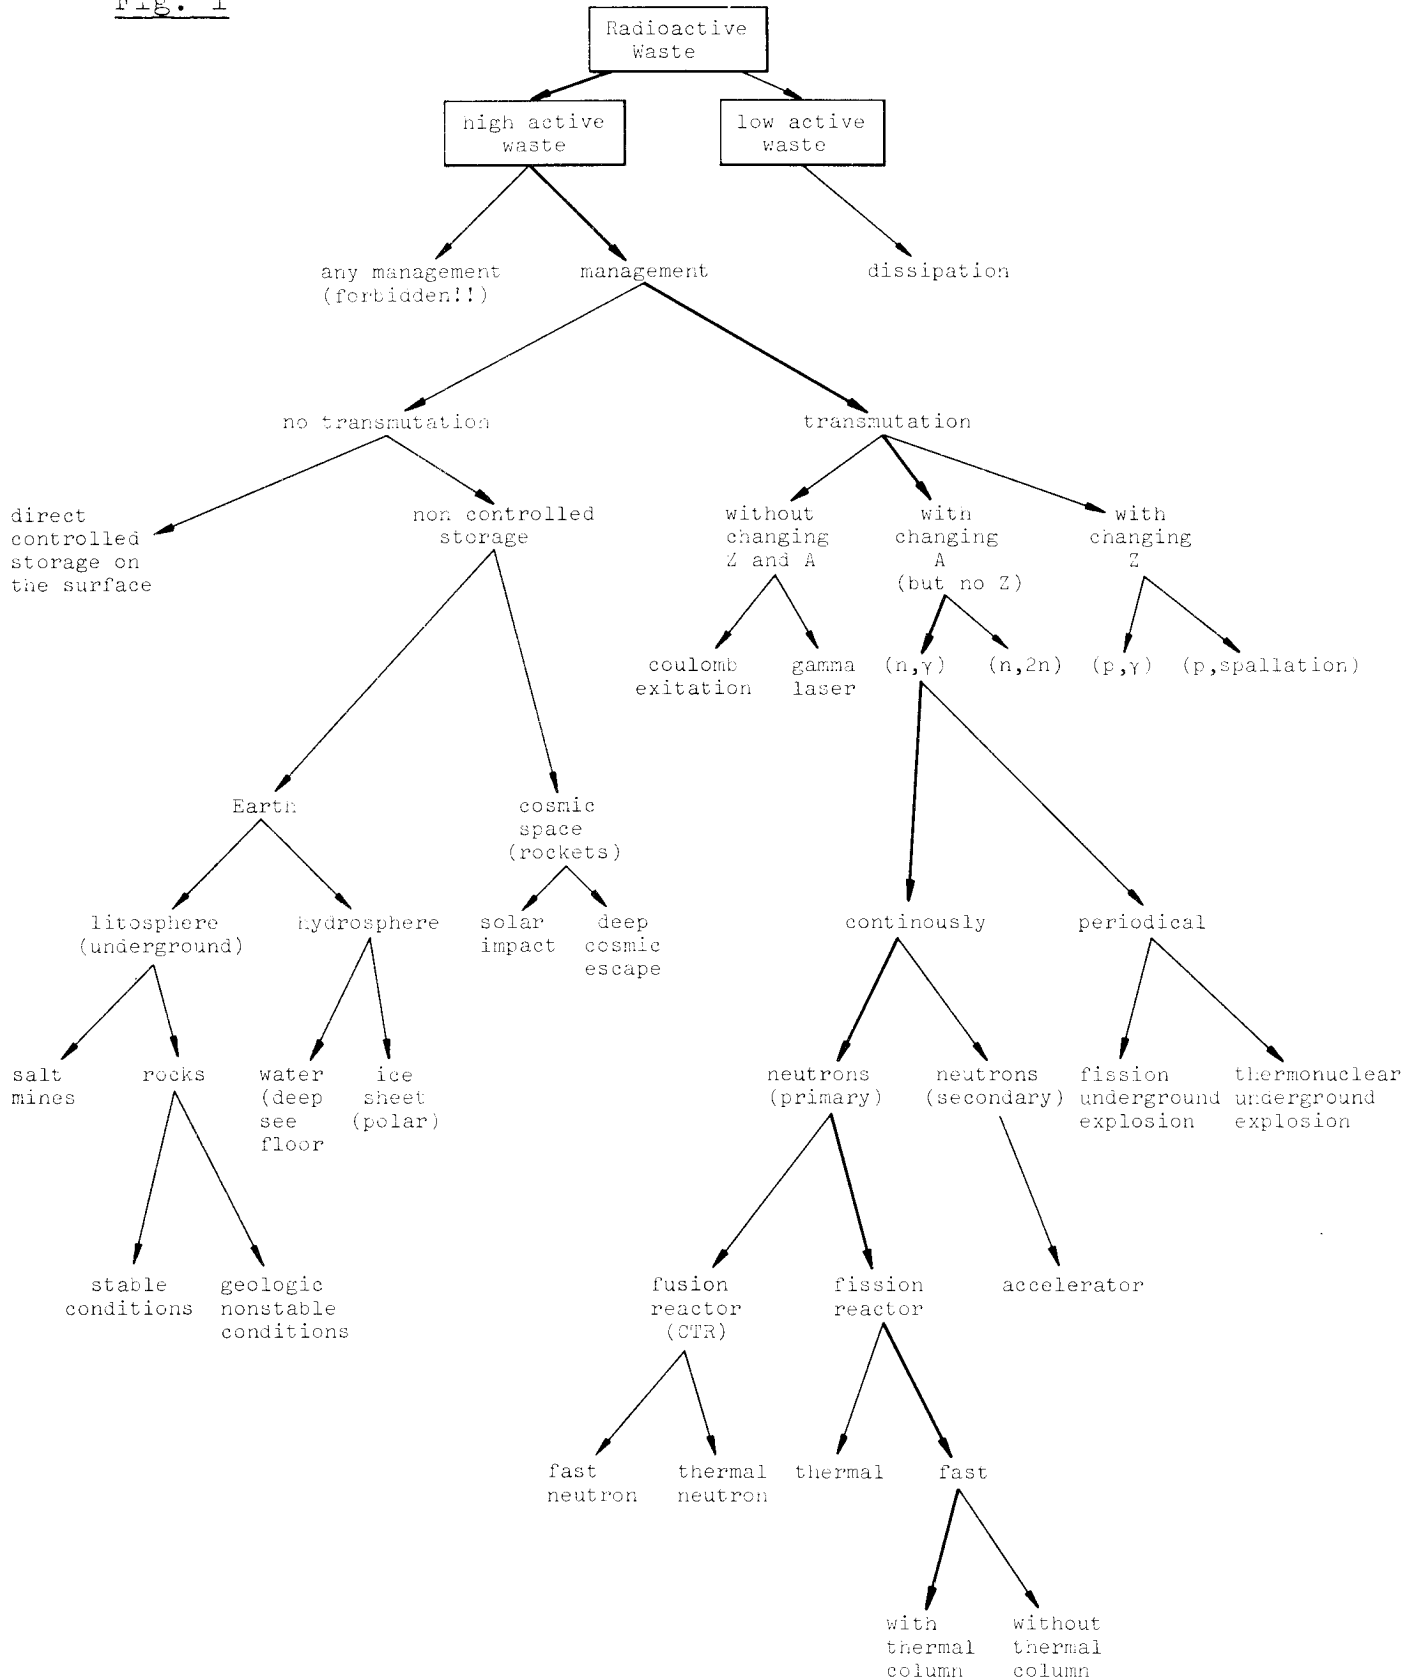 Fig. 1
Radioactive
Waste
high active
waste
low active
waste
any management
(forbidden!!)
management
dissipation
no transmutation
transmutation
direct
controlled
storage on
the surface
non controlled
storage
without
changing
Z and A
with
changing
A
(but no Z)
with
changing
Z
coulomb
exitation
gamma
laser
(n,γ)
(n,2n)
(p,γ)
(p,spallation)
Earth
cosmic
space
(rockets)
litosphere
(underground)
hydrosphere
solar
impact
deep
cosmic
escape
continously
periodical
salt
mines
rocks
water
(deep
see
floor
ice
sheet
(polar)
neutrons
(primary)
neutrons
(secondary)
fission
underground
explosion
thermonuclear
underground
explosion
stable
conditions
geologic
nonstable
conditions
fusion
reactor
(CTR)
fission
reactor
accelerator
fast
neutron
thermal
neutron
thermal
fast
with
thermal
column
without
thermal
column